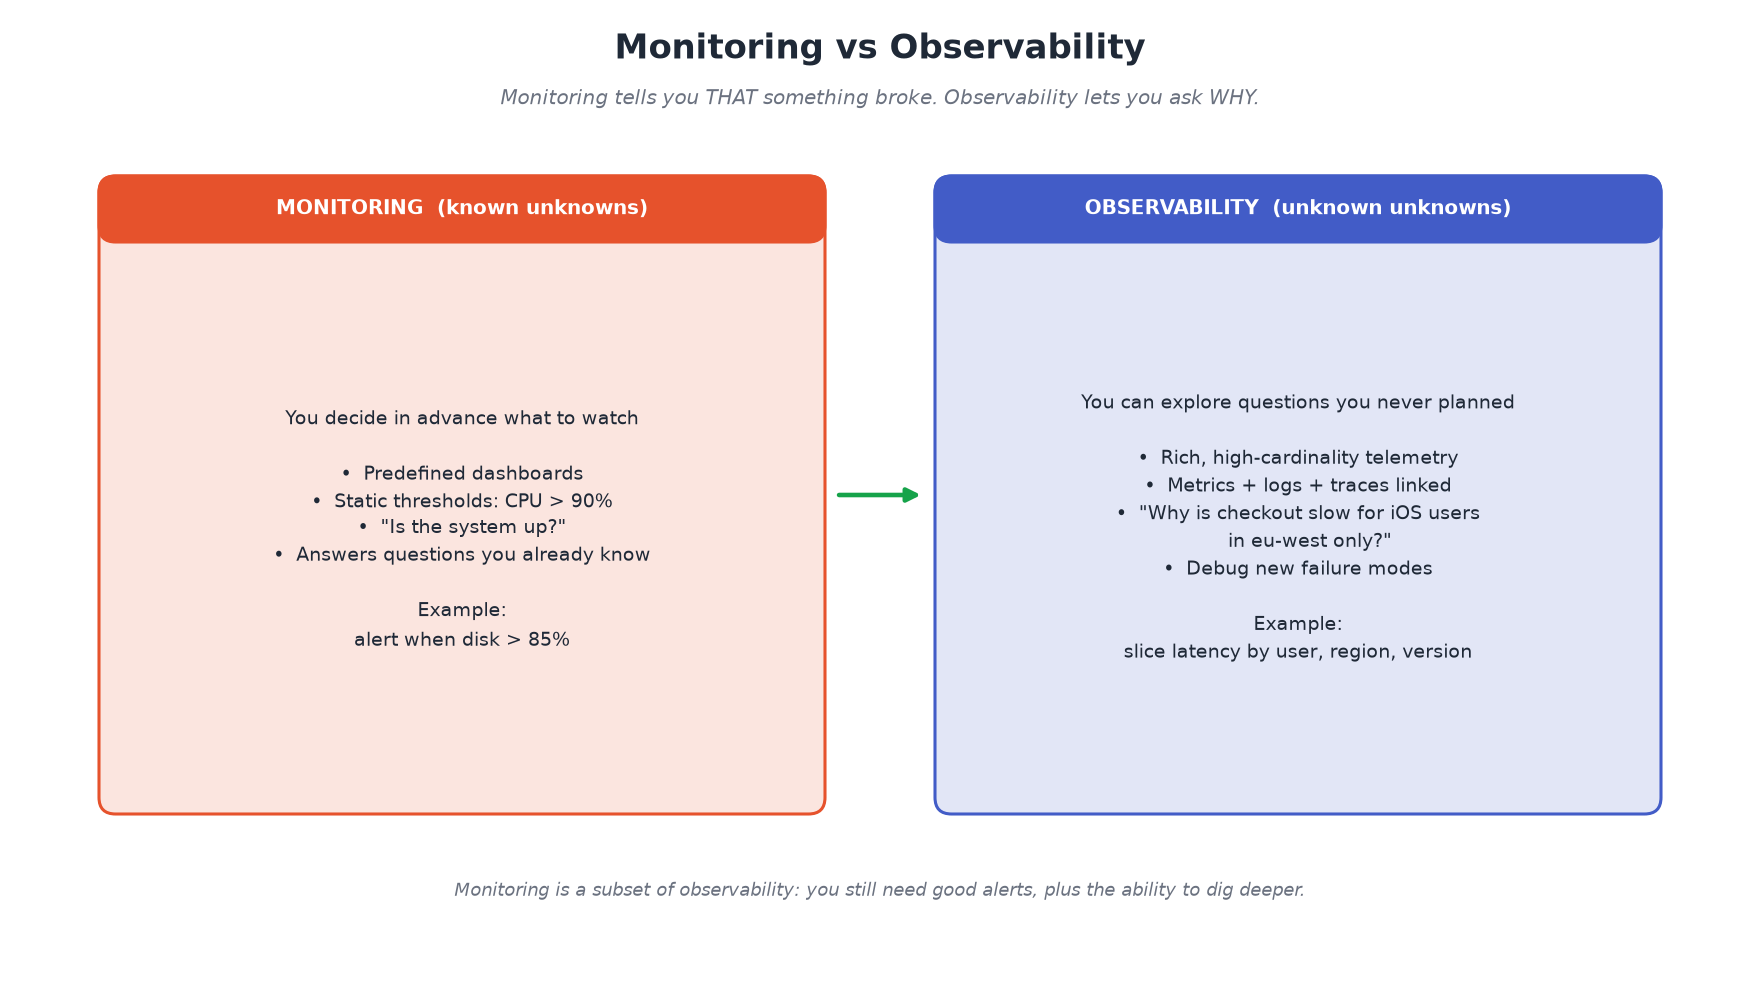 Monitoring vs Observability
Monitoring tells you THAT something broke. Observability lets you ask WHY.
MONITORING  (known unknowns)
You decide in advance what to watch
•  Predefined dashboards
•  Static thresholds: CPU > 90%
•  "Is the system up?"
•  Answers questions you already know
Example:
alert when disk > 85%
OBSERVABILITY  (unknown unknowns)
You can explore questions you never planned
•  Rich, high-cardinality telemetry
•  Metrics + logs + traces linked
•  "Why is checkout slow for iOS users
in eu-west only?"
•  Debug new failure modes
Example:
slice latency by user, region, version
Monitoring is a subset of observability: you still need good alerts, plus the ability to dig deeper.